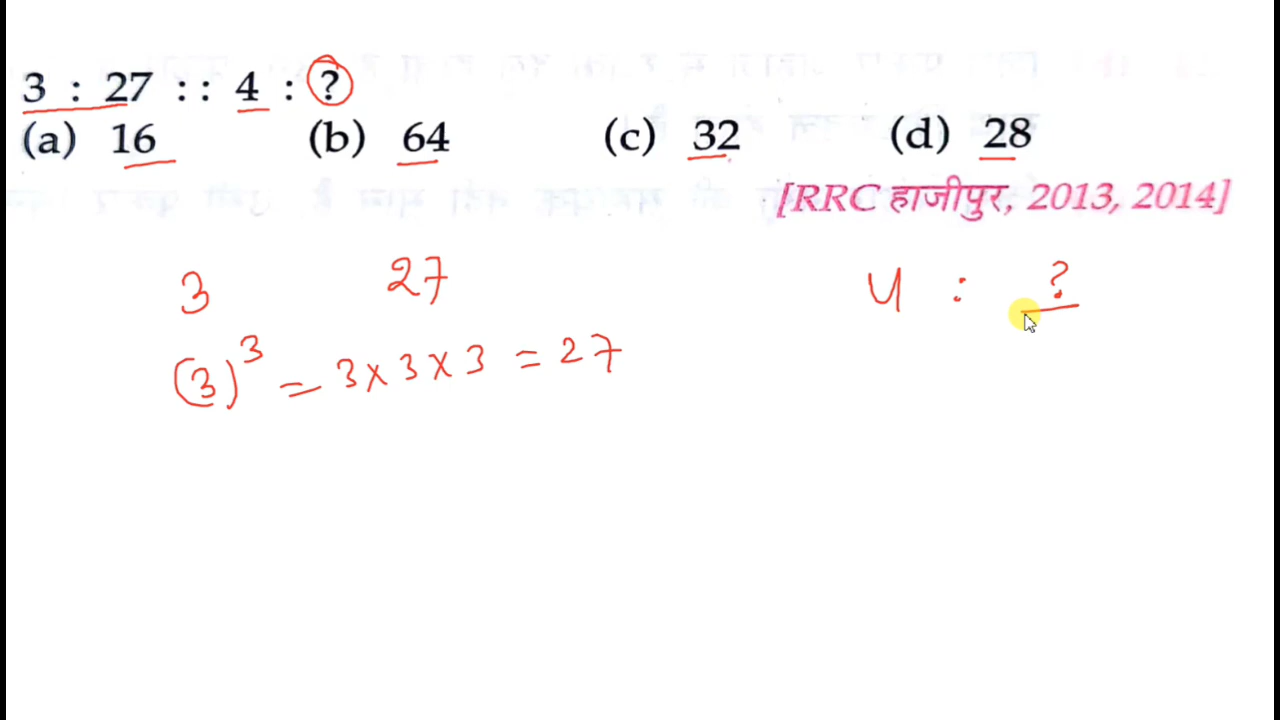 3 : 27 :: 4 : ?
(a) 16 (b) 64 (c) 32 (d) 28
[RRC हाजीपुर, 2013, 2014]
3 27 4 : ?
(3)³ = 3 × 3 × 3 = 27